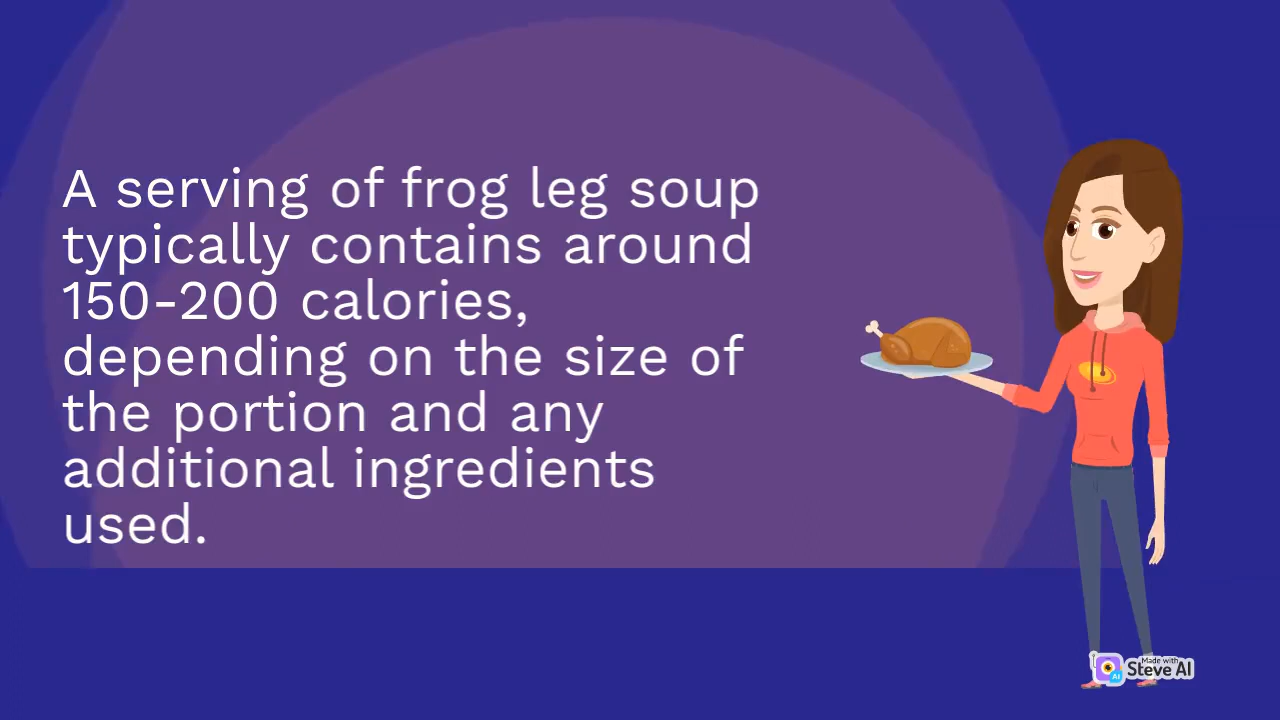 A serving of frog leg soup
typically contains around
150-200 calories,
depending on the size of
the portion and any
additional ingredients
used.
Made with
Steve AI
AI